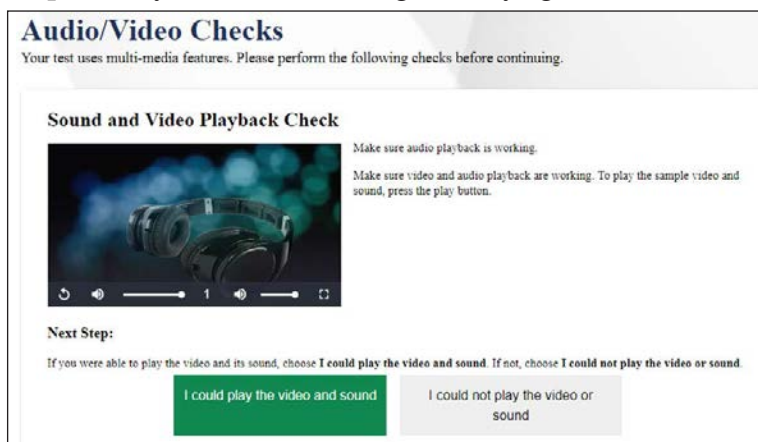 Audio/Video Checks
Your test uses multi-media features. Please perform the following checks before continuing.
Sound and Video Playback Check
Make sure audio playback is working.
Make sure video and audio playback are working. To play the sample video and
sound, press the play button.
1
Next Step:
If you were able to play the video and its sound, choose I could play the video and sound. If not, choose I could not play the video or sound.
I could play the video and sound
I could not play the video or
sound